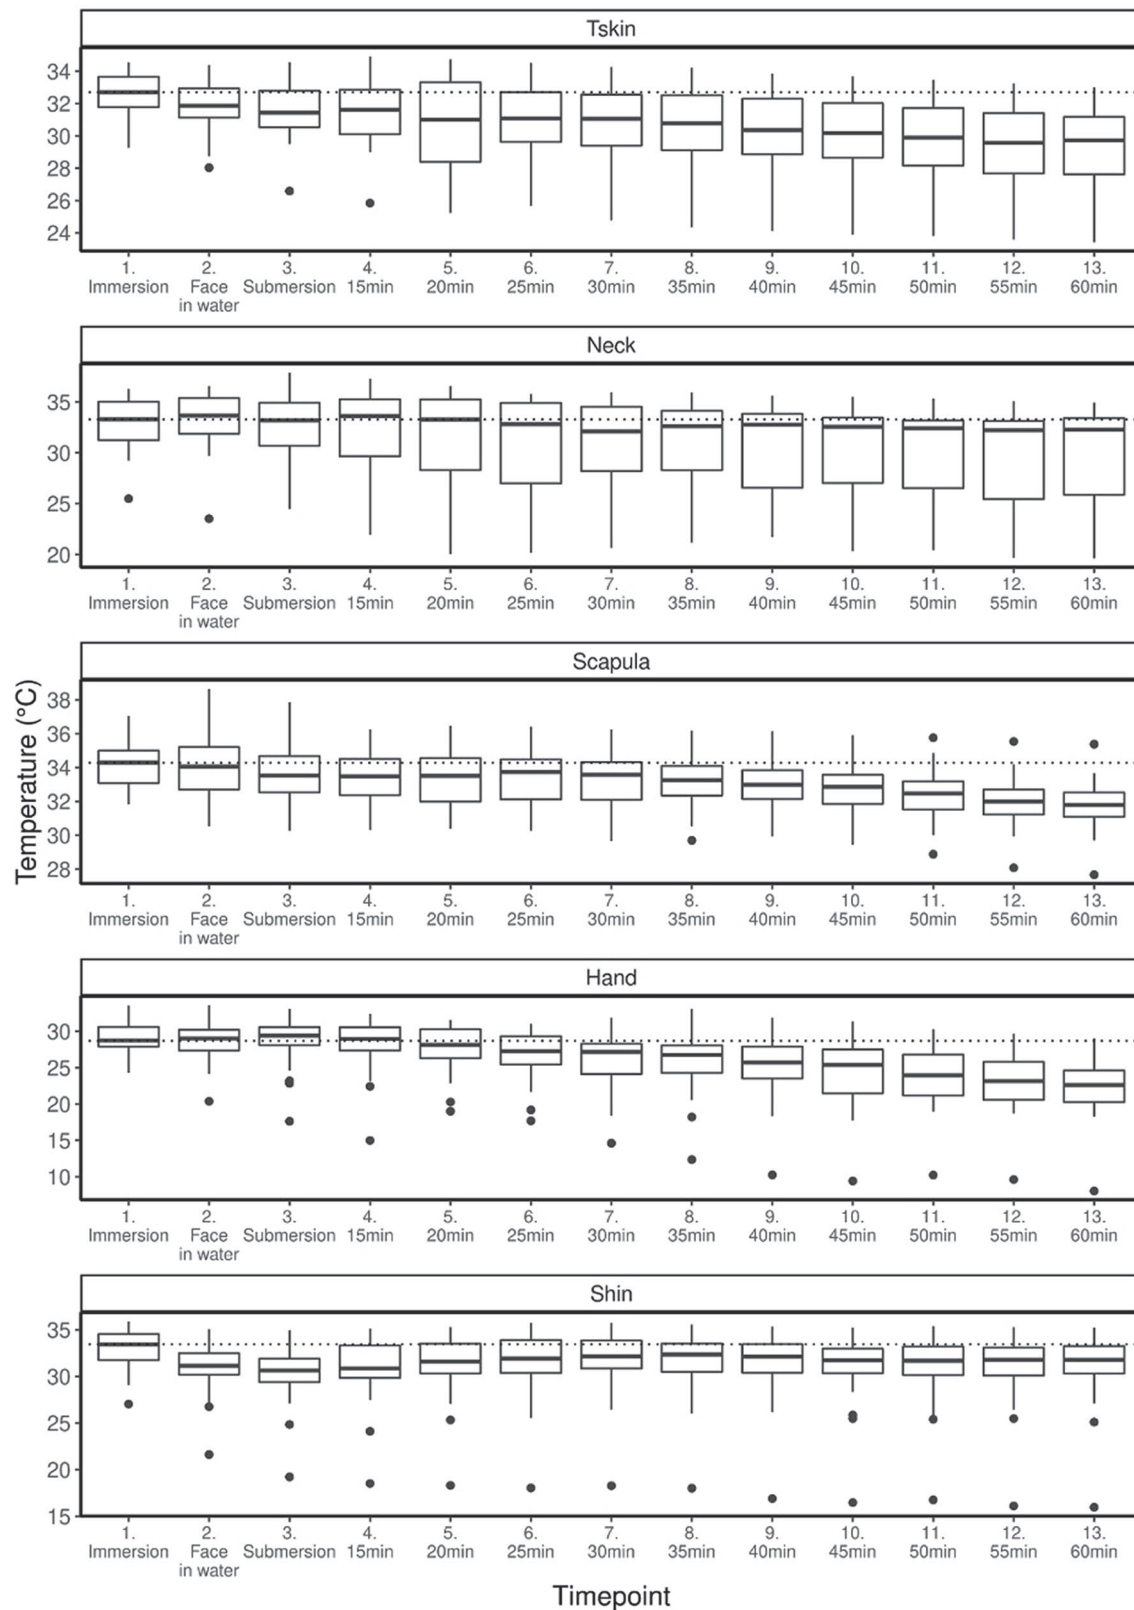 Tskin
34
32
30
28
26
24
1. 2. 3. 4. 5. 6. 7. 8. 9. 10. 11. 12. 13.
Immersion Face Submersion 15min 20min 25min 30min 35min 40min 45min 50min 55min 60min
in water
Neck
35
30
25
20
1. 2. 3. 4. 5. 6. 7. 8. 9. 10. 11. 12. 13.
Immersion Face Submersion 15min 20min 25min 30min 35min 40min 45min 50min 55min 60min
in water
Temperature (°C)
Scapula
38
36
34
32
30
28
1. 2. 3. 4. 5. 6. 7. 8. 9. 10. 11. 12. 13.
Immersion Face Submersion 15min 20min 25min 30min 35min 40min 45min 50min 55min 60min
in water
Hand
30
25
20
15
10
1. 2. 3. 4. 5. 6. 7. 8. 9. 10. 11. 12. 13.
Immersion Face Submersion 15min 20min 25min 30min 35min 40min 45min 50min 55min 60min
in water
Shin
35
30
25
20
15
1. 2. 3. 4. 5. 6. 7. 8. 9. 10. 11. 12. 13.
Immersion Face Submersion 15min 20min 25min 30min 35min 40min 45min 50min 55min 60min
in water
Timepoint